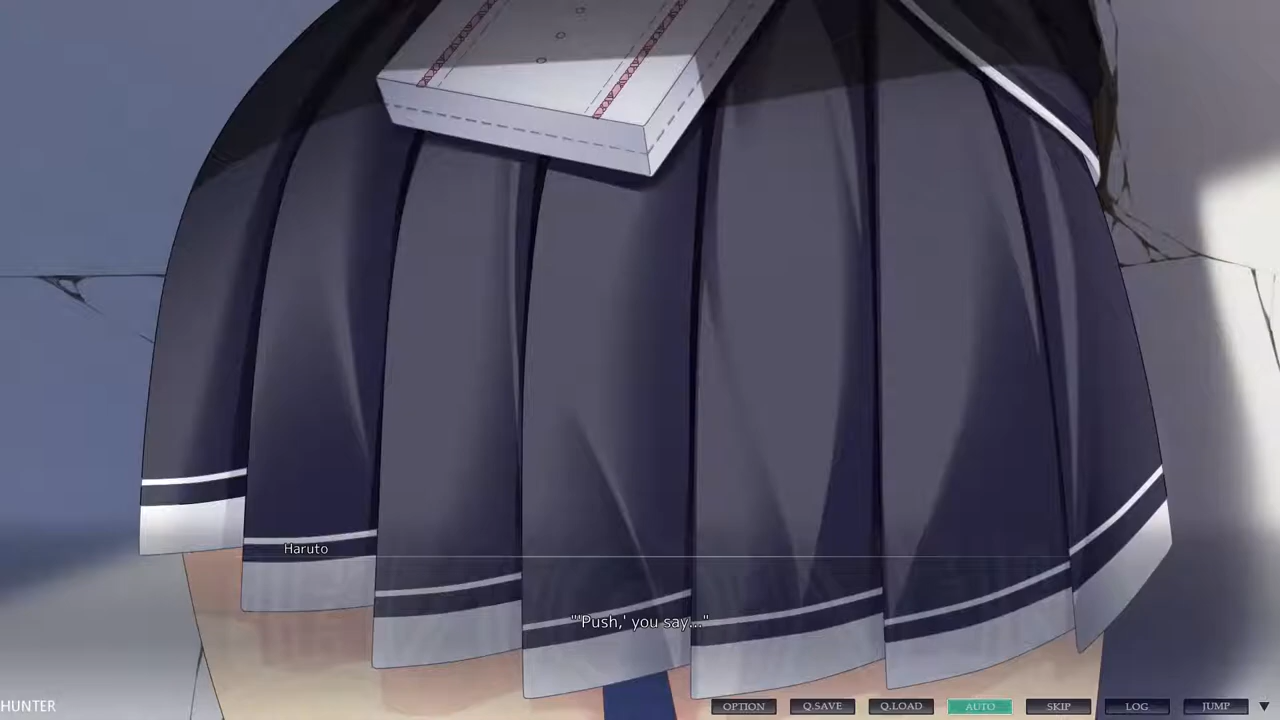 Haruto
"'Push,' you say..."
HUNTER
OPTION Q.SAVE Q.LOAD AUTO SKIP LOG JUMP